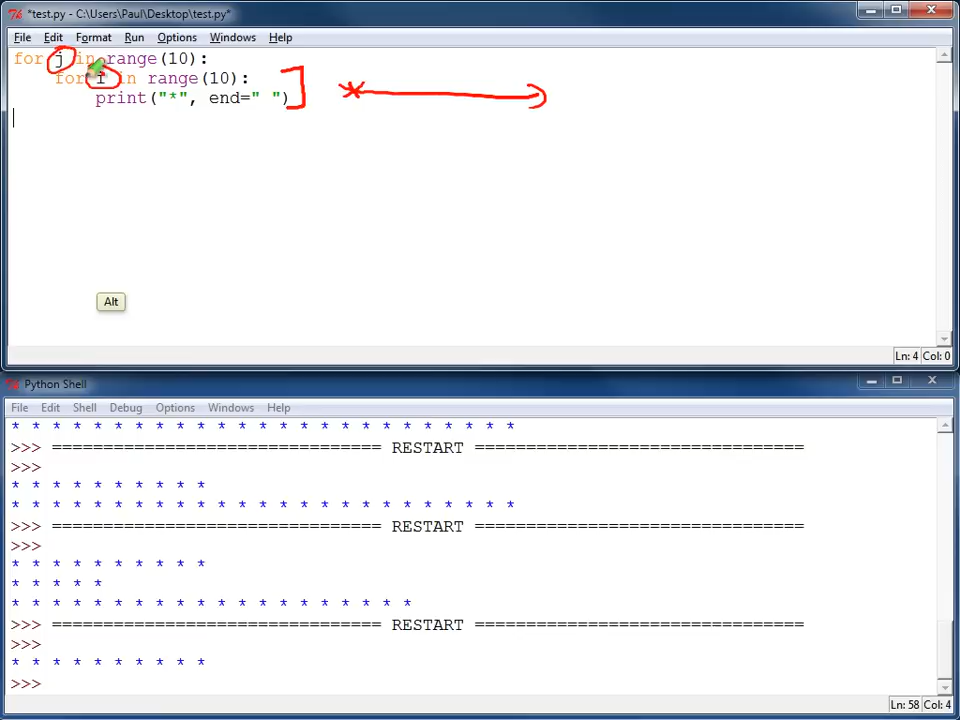 *test.py - C:\Users\Paul\Desktop\test.py*
File Edit Format Run Options Windows Help
for j in range(10):
    for i in range(10):
        print("*", end=" ")
Alt
Ln: 4 Col: 0
Python Shell
File Edit Shell Debug Options Windows Help
* * * * * * * * * * * * * * * * * * * * * * * * *
>>> ================================ RESTART ================================
>>>
* * * * * * * * * *
* * * * * * * * * * * * * * * * * * * * * * * * *
>>> ================================ RESTART ================================
>>>
* * * * * * * * * *
* * * * *
* * * * * * * * * * * * * * * * * * * *
>>> ================================ RESTART ================================
>>>
* * * * * * * * * *
>>>
Ln: 58 Col: 4